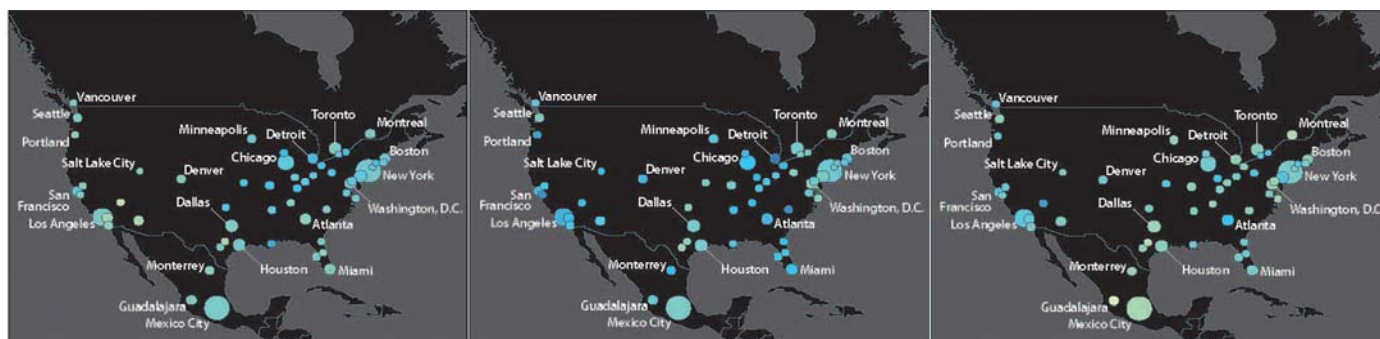 Vancouver
Seattle
Portland
Salt Lake City
San
Francisco
Los Angeles
Denver
Minneapolis
Chicago
Detroit
Toronto
Montreal
Boston
New York
Washington, D.C.
Dallas
Atlanta
Houston
Miami
Monterrey
Guadalajara
Mexico City
Vancouver
Seattle
Portland
Salt Lake City
San
Francisco
Los Angeles
Denver
Minneapolis
Chicago
Detroit
Toronto
Montreal
Boston
New York
Washington, D.C.
Dallas
Atlanta
Houston
Miami
Monterrey
Guadalajara
Mexico City
Vancouver
Seattle
Portland
Salt Lake City
San
Francisco
Los Angeles
Denver
Minneapolis
Chicago
Detroit
Toronto
Montreal
Boston
New York
Washington, D.C.
Dallas
Atlanta
Houston
Miami
Monterrey
Guadalajara
Mexico City